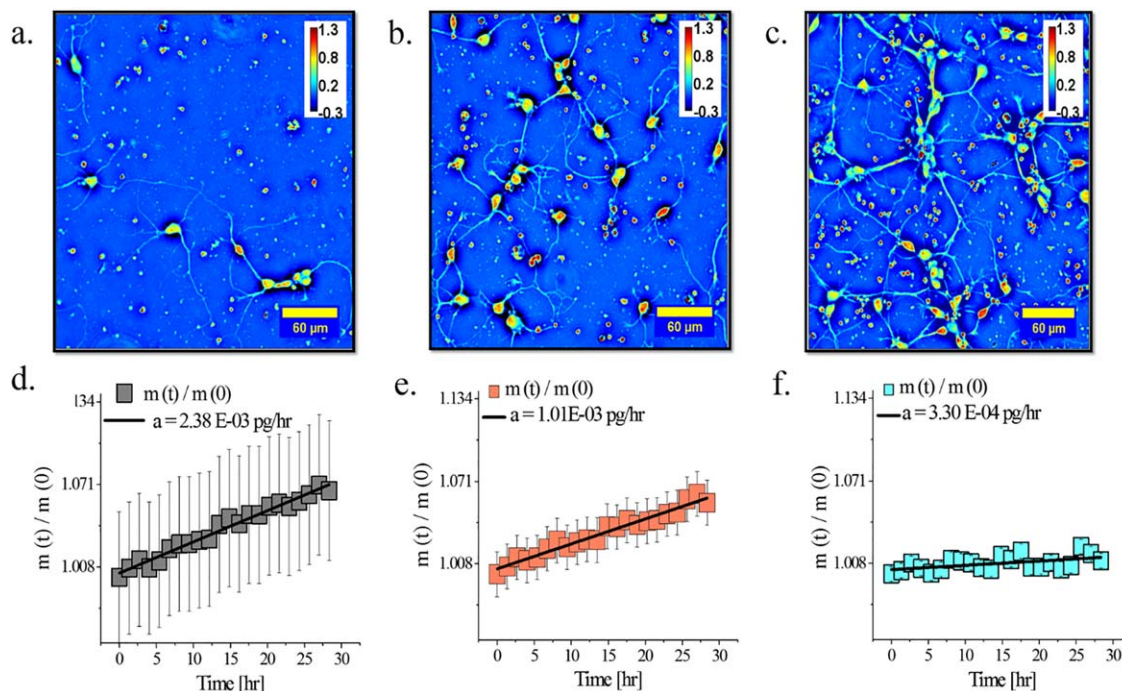 a.
1.3
0.8
0.2
-0.3
60 µm
b.
1.3
0.8
0.2
-0.3
60 µm
c.
1.3
0.8
0.2
-0.3
60 µm
d.
m (t) / m (0)
a = 2.38 E-03 pg/hr
134
1.071
1.008
m (t) / m (0)
0 5 10 15 20 25 30
Time [hr]
e.
m (t) / m (0)
a = 1.01E-03 pg/hr
1.134
1.071
1.008
m (t) / m (0)
0 5 10 15 20 25 30
Time [hr]
f.
m (t) / m (0)
a = 3.30 E-04 pg/hr
1.134
1.071
1.008
m (t) / m (0)
0 5 10 15 20 25 30
Time [hr]